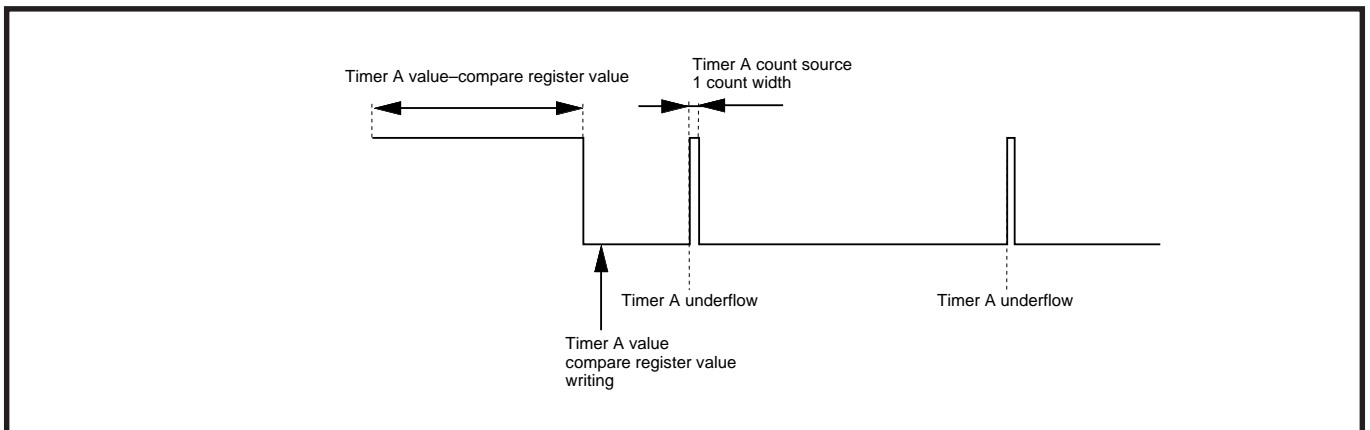 Timer A value–compare register value
Timer A count source
1 count width
Timer A underflow
Timer A underflow
Timer A value
compare register value
writing